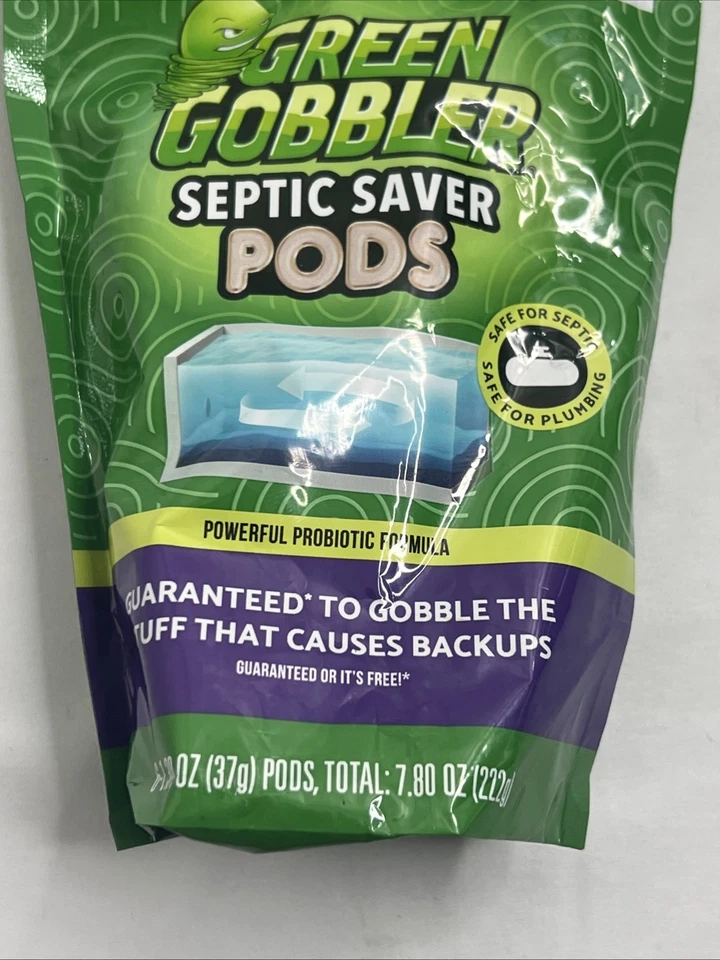 GREEN
GOBBLER
SEPTIC SAVER
PODS
SAFE FOR SEPTIC
SAFE FOR PLUMBING
POWERFUL PROBIOTIC FORMULA
GUARANTEED* TO GOBBLE THE
THAT CAUSES BACKUPS
GUARANTEED OR IT'S FREE!*
OZ (37g) PODS, TOTAL: 7.80 OZ (222g)